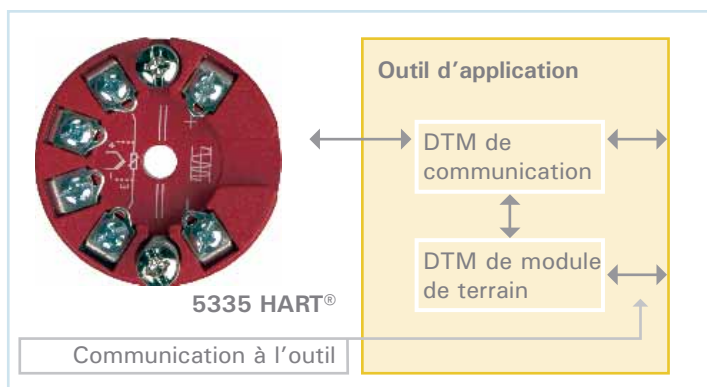 Outil d'application
DTM de
communication
DTM de module
de terrain
5335 HART®
Communication à l'outil